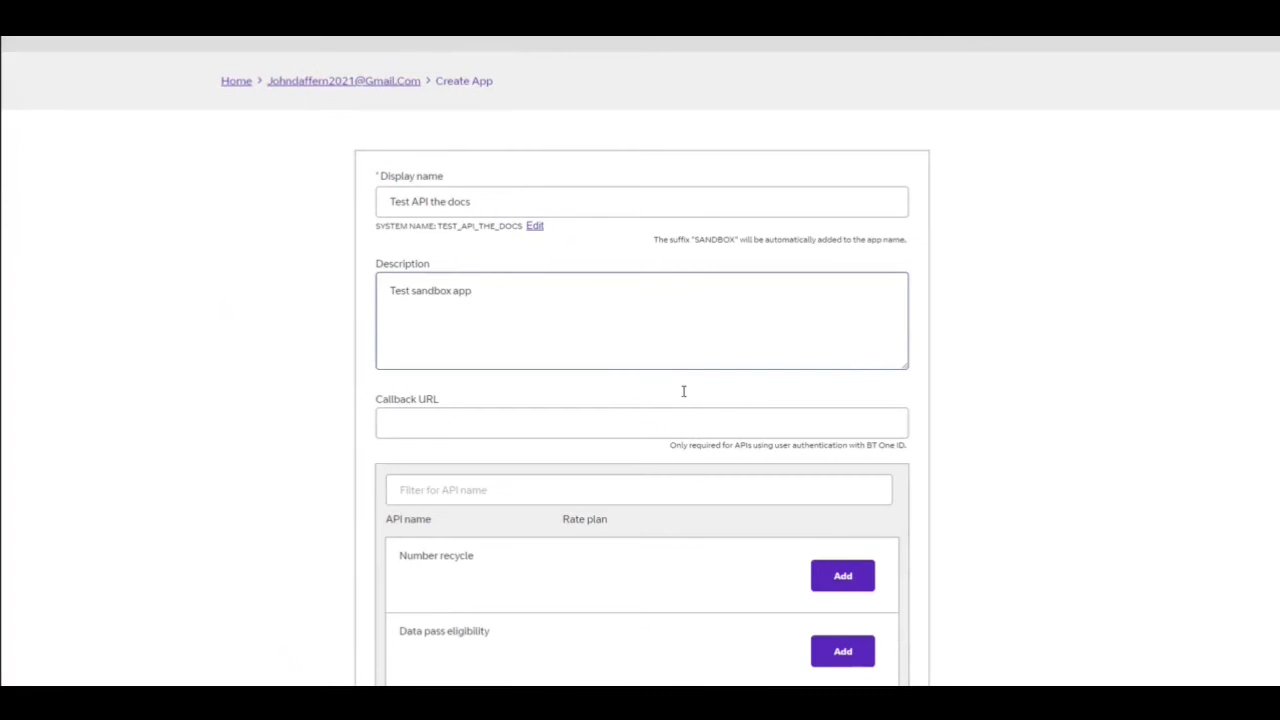 Home > Johndaffern2021@Gmail.Com > Create App
* Display name
Test API the docs
SYSTEM NAME: TEST_API_THE_DOCS Edit
The suffix "SANDBOX" will be automatically added to the app name.
Description
Test sandbox app
Callback URL
Only required for APIs using user authentication with BT One ID.
Filter for API name
API name Rate plan
Number recycle
Add
Data pass eligibility
Add